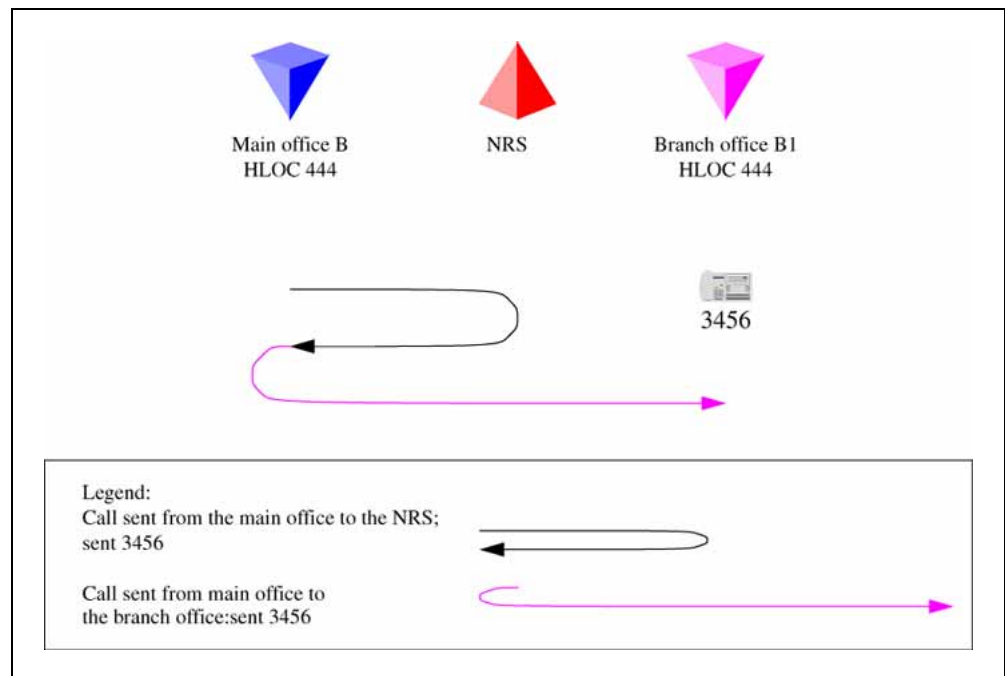 Main office B
HLOC 444
NRS
Branch office B1
HLOC 444
3456
Legend:
Call sent from the main office to the NRS;
sent 3456
Call sent from main office to
the branch office:sent 3456